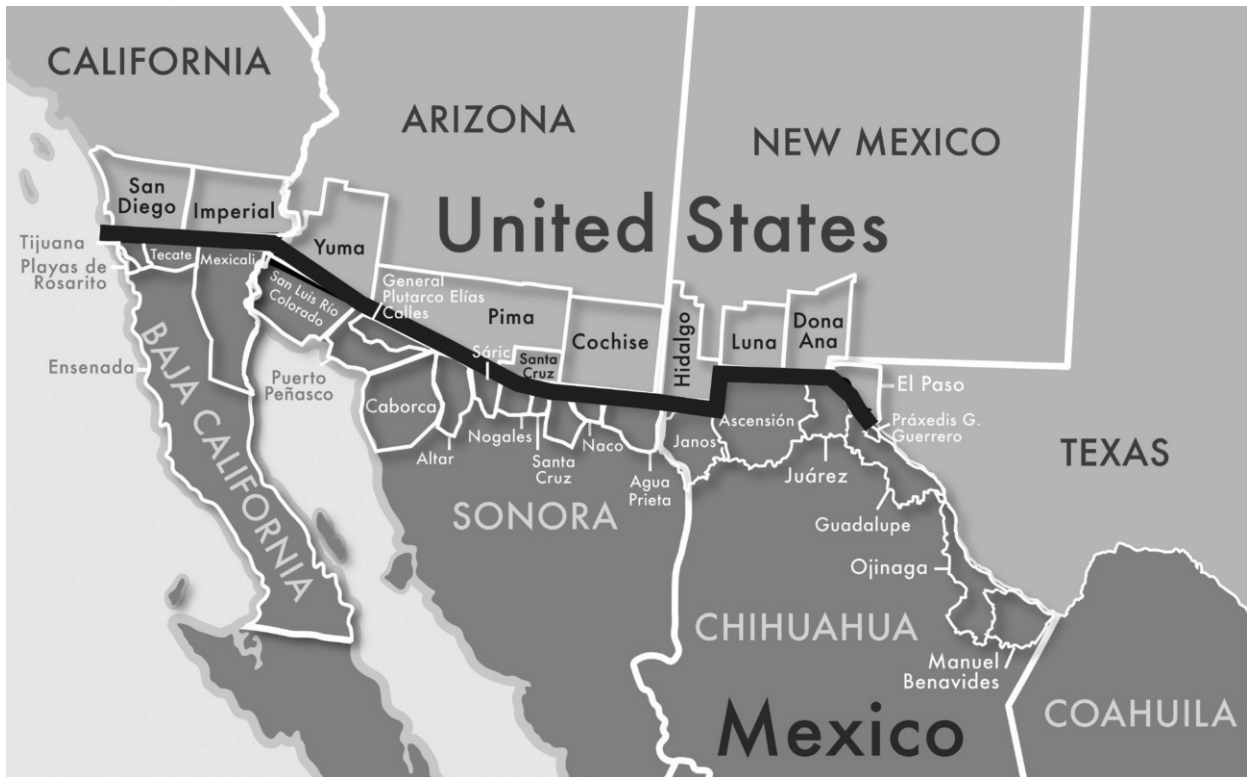 CALIFORNIA
ARIZONA
NEW MEXICO
San
Diego
Imperial
United States
Yuma
Tijuana
Playas de
Rosarito
Tecate
Mexicali
San Luis Río
Colorado
General
Plutarco Elías
Calles
Pima
Cochise
Hidalgo
Luna
Dona
Ana
Sáric
Santa
Cruz
Ensenada
BAJA CALIFORNIA
Puerto
Peñasco
Caborca
Altar
Nogales
Santa
Cruz
Naco
Agua
Prieta
Janos
Ascensión
Juárez
El Paso
Práxedis G.
Guerrero
TEXAS
SONORA
Guadalupe
Ojinaga
CHIHUAHUA
Manuel
Benavides
Mexico
COAHUILA